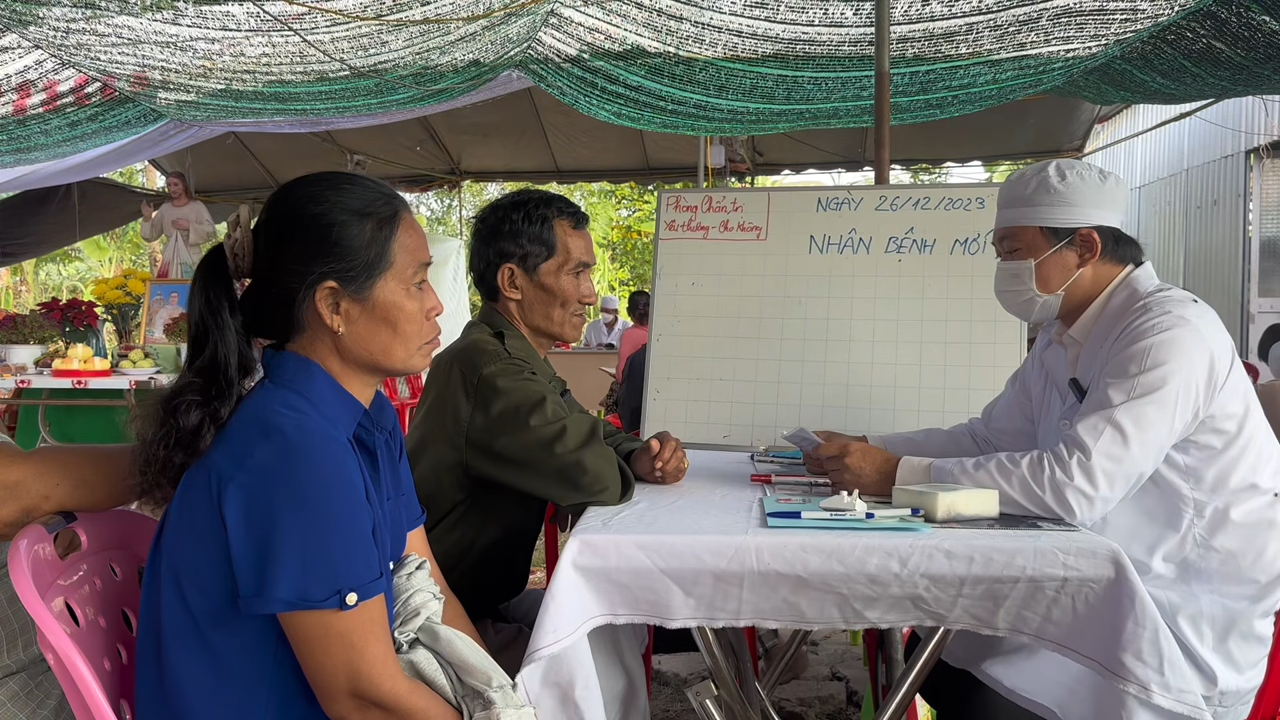 Phòng Chẩn trị
Yêu thương - Cho Không
NGÀY 26/12/2023
NHÂN BỆNH MỚI